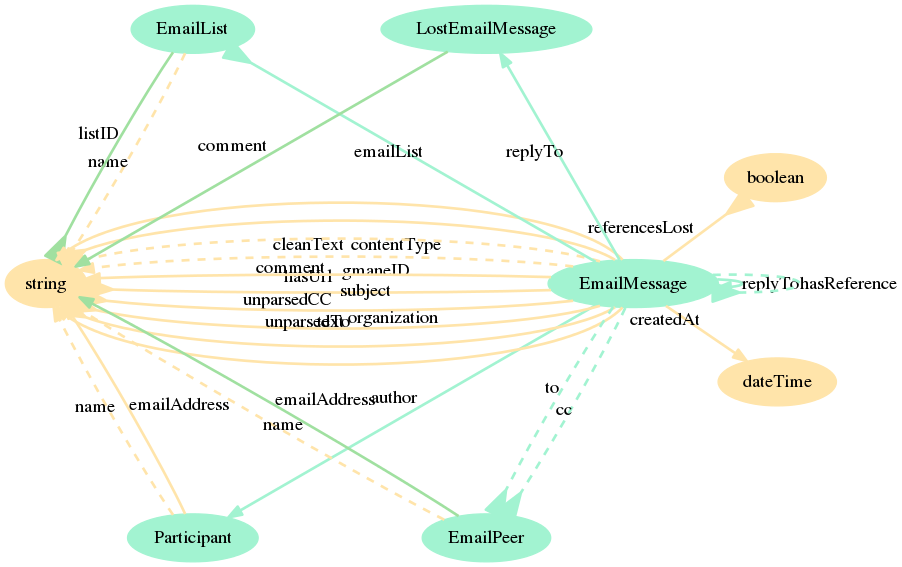 EmailList
LostEmailMessage
listID
name
comment
emailList
replyTo
boolean
referencesLost
cleanText
contentType
comment
gmaneID
hasUrl
string
EmailMessage
replyTo
hasReference
unparsedCC
subject
unparsedTo
organization
createdAt
dateTime
name
emailAddress
emailAddress
author
to
cc
name
Participant
EmailPeer